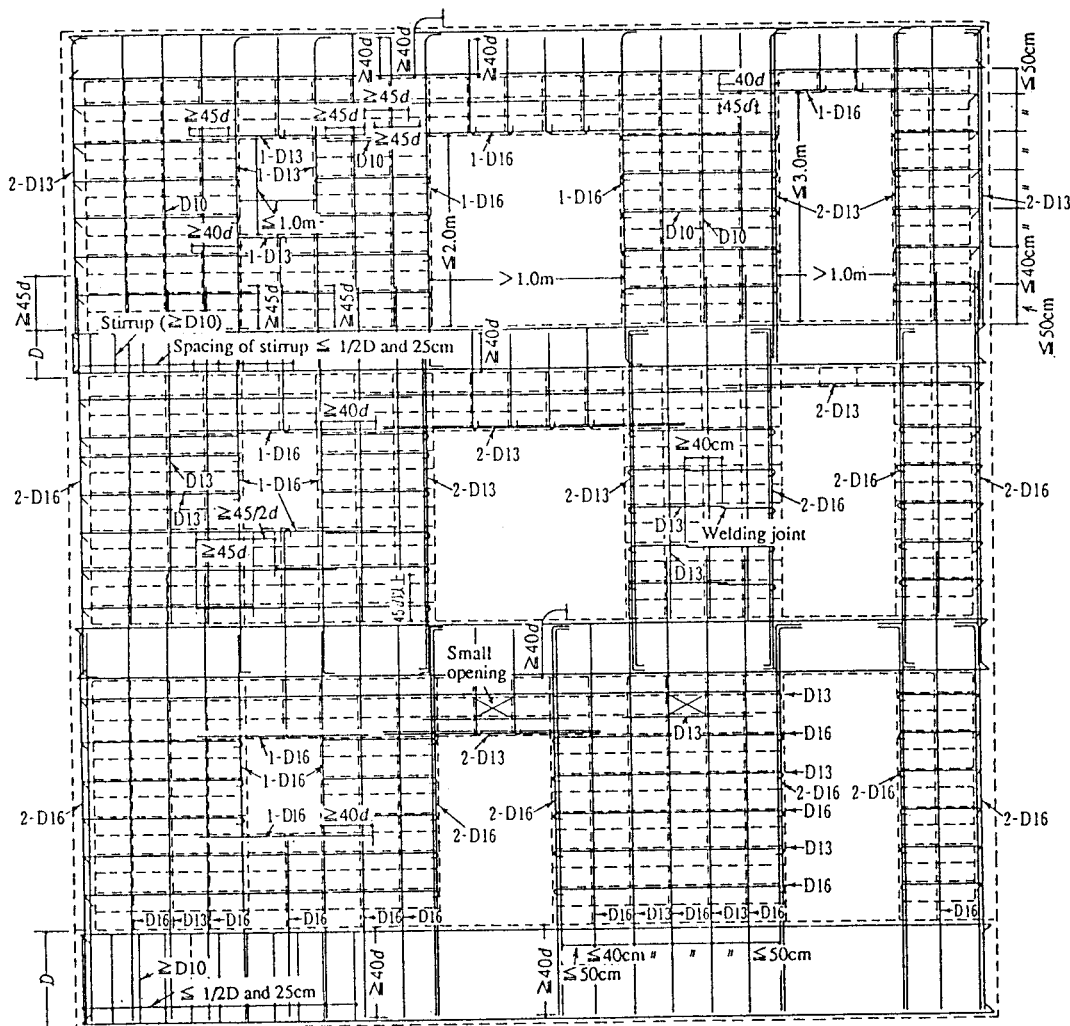 ≧40d
≧40d
≧40d
≦50cm
≧45d
40d
≧45d
≧45d
45d
1-D16
≧45d
1-D13
D10
1-D16
2-D13
1-D13
1-D16
1-D16
≦3.0m
2-D13
2-D13
D10
≦1.0m
≦2.0m
D10
D10
≧40d
1-D13
>1.0m
>1.0m
≦40cm
≧45d
≧45d
≧45d
Stirrup (≧D10)
≦50cm
D
Spacing of stirrup ≦ 1/2D and 25cm
≧40d
2-D13
≧40d
1-D16
2-D13
≧40cm
2-D16
D13
1-D16
2-D13
2-D13
2-D16
2-D16
2-D16
D13
≧45/2d
D13
Welding joint
≧45d
D13
45d以上
≧40d
Small
opening
D13
D13
1-D16
2-D13
D16
1-D16
D13
2-D16
2-D16
2-D16
1-D16
≧40d
2-D16
2-D16
D16
2-D16
D13
D16
D16
D13
D16
D16
D16
D16
D16
D13
D16
D13
D16
D16
D
≧D10
≧40d
≧40d
≦40cm 〃 〃 〃 ≦50cm
≦50cm
≦ 1/2D and 25cm